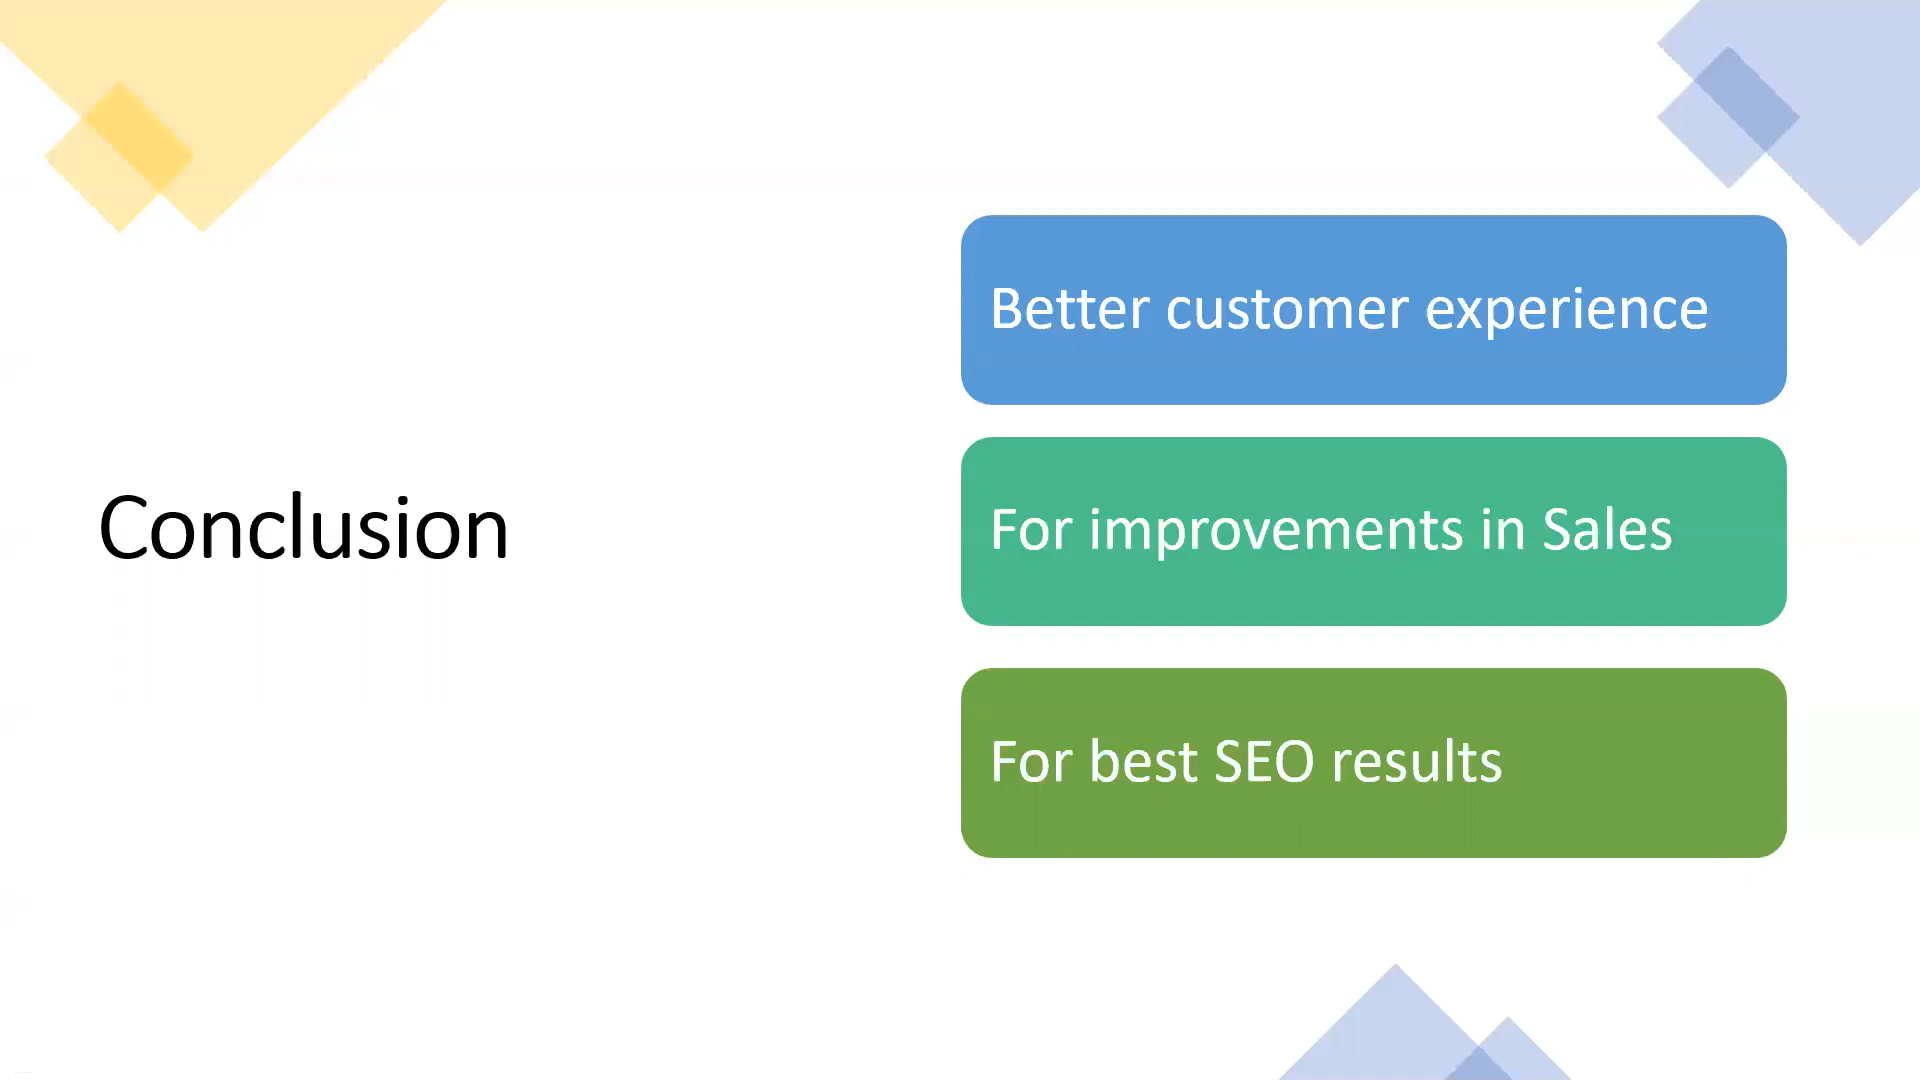 Conclusion
Better customer experience
For improvements in Sales
For best SEO results